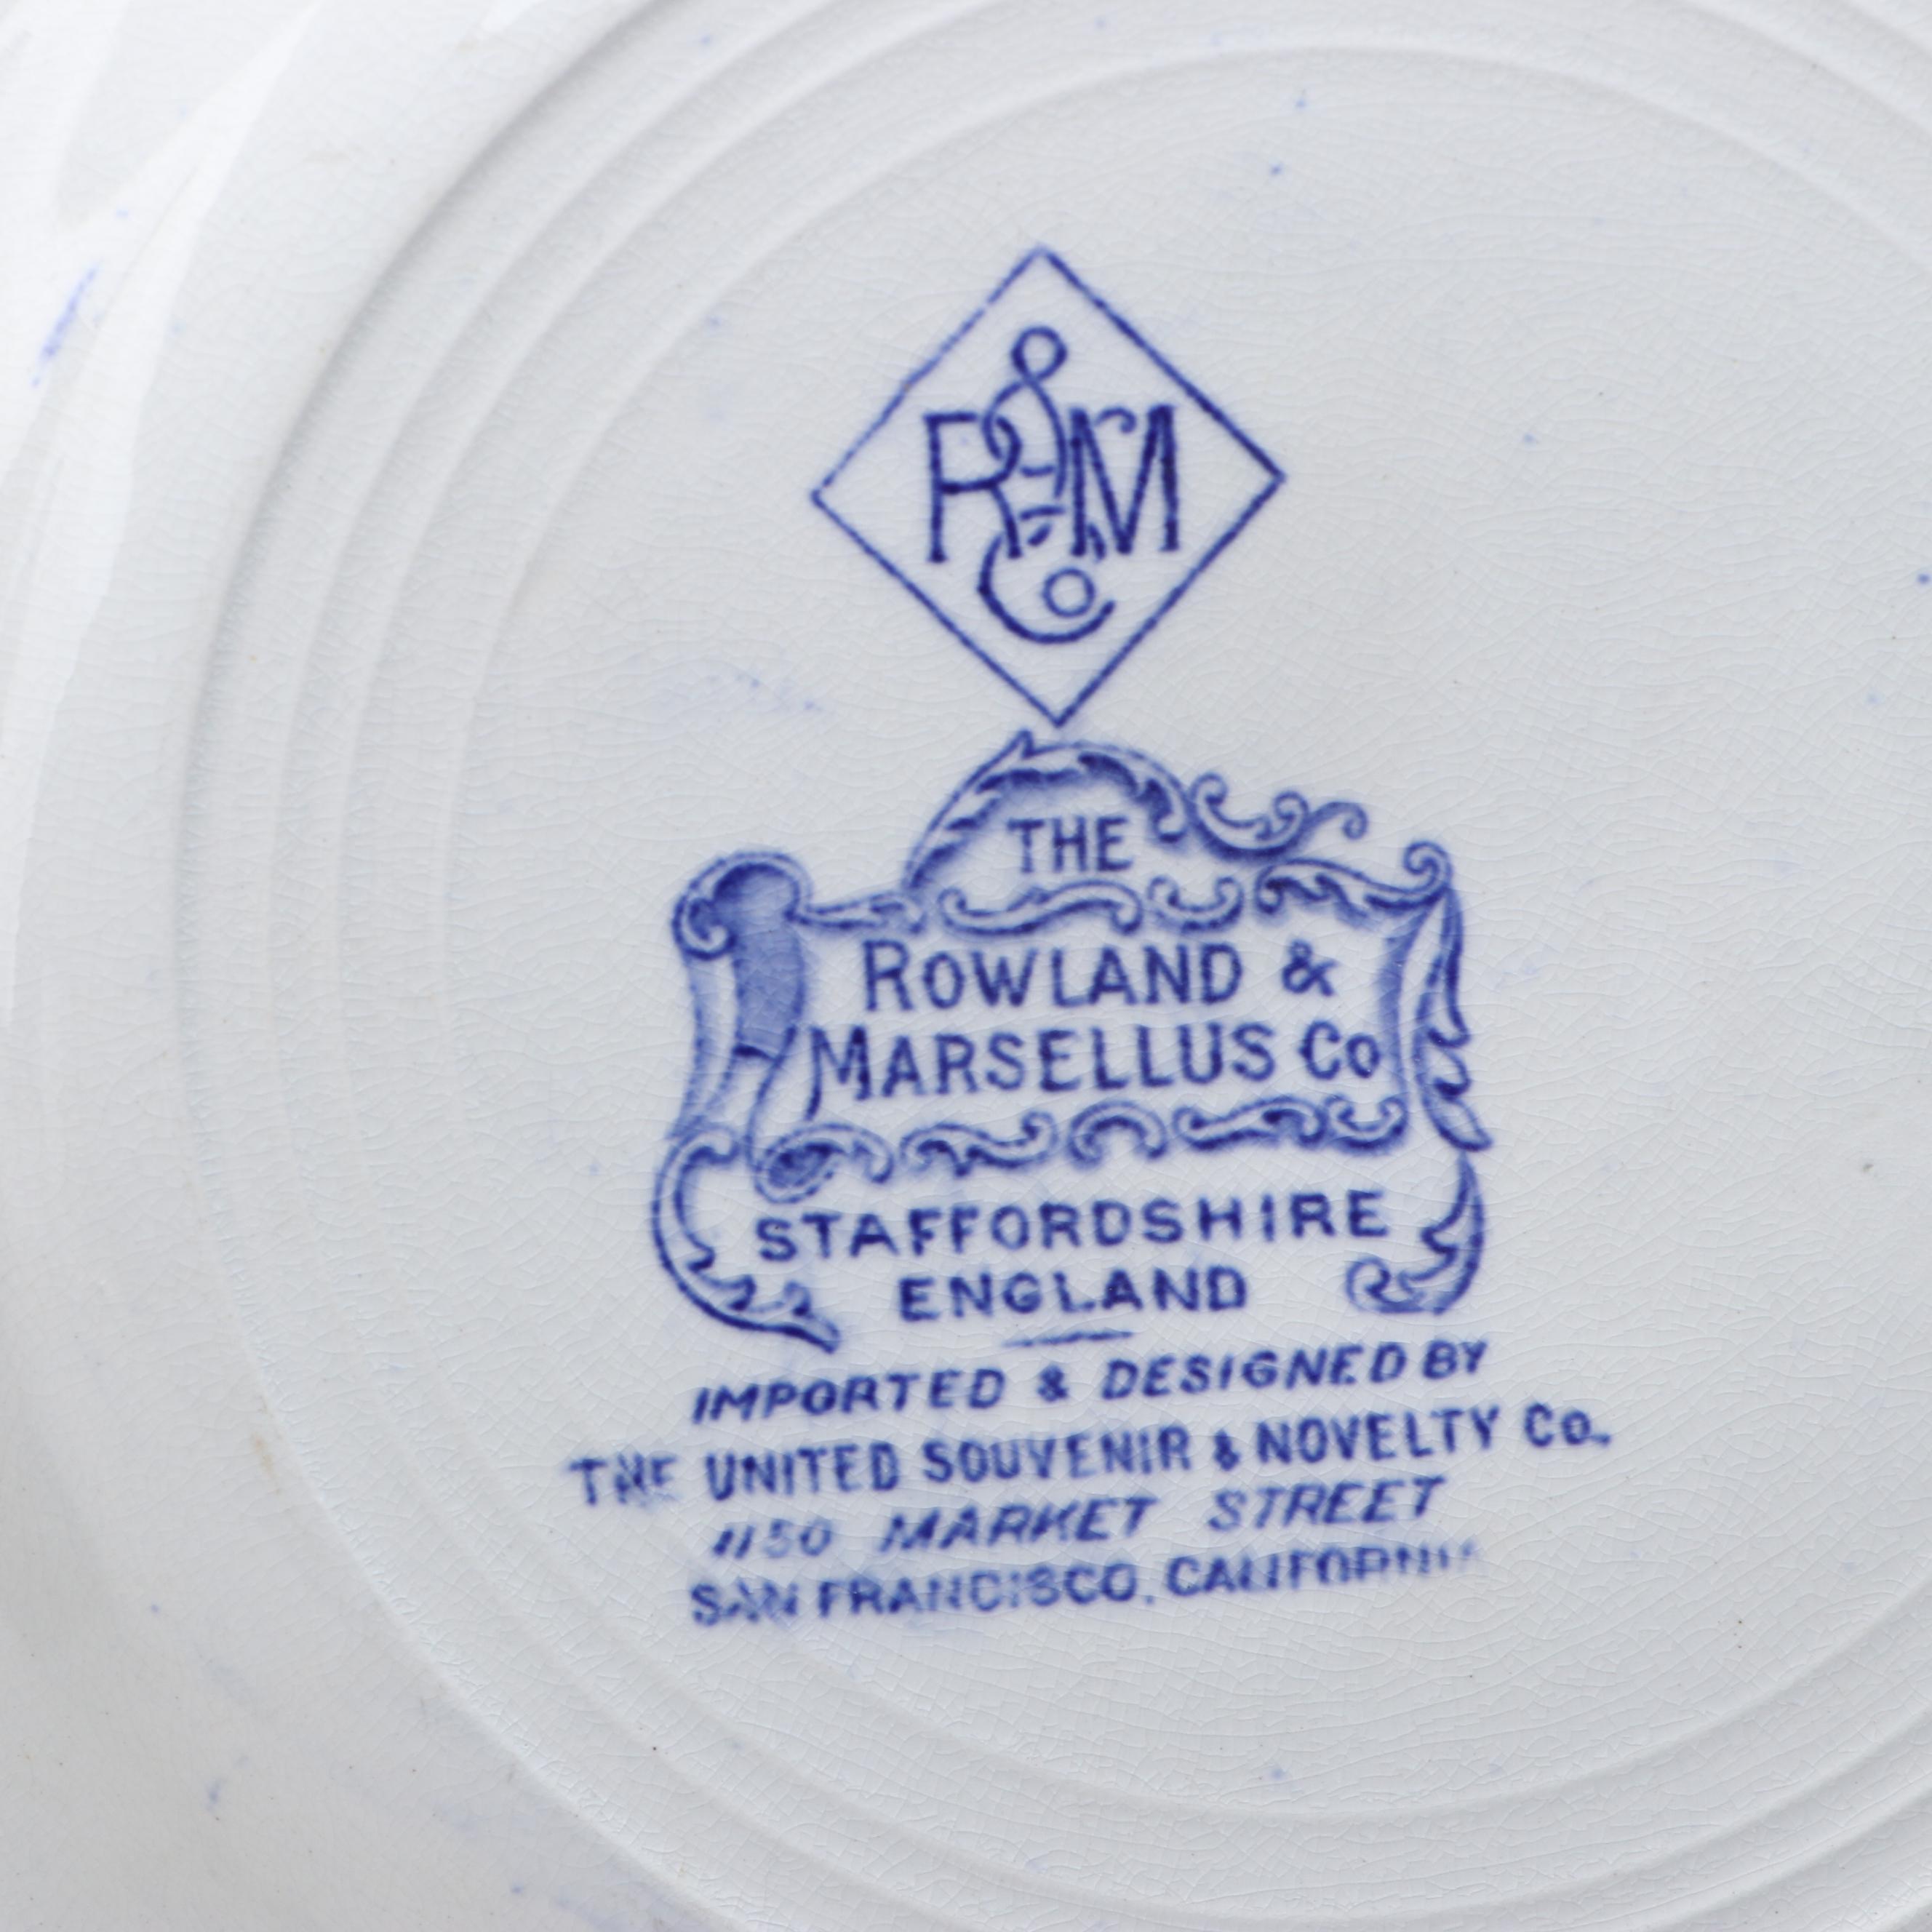 R & M
Co
THE
ROWLAND &
MARSELLUS Co
STAFFORDSHIRE
ENGLAND
IMPORTED & DESIGNED BY
THE UNITED SOUVENIR & NOVELTY Co.
1150 MARKET STREET
SAN FRANCISCO, CALIFORNIA